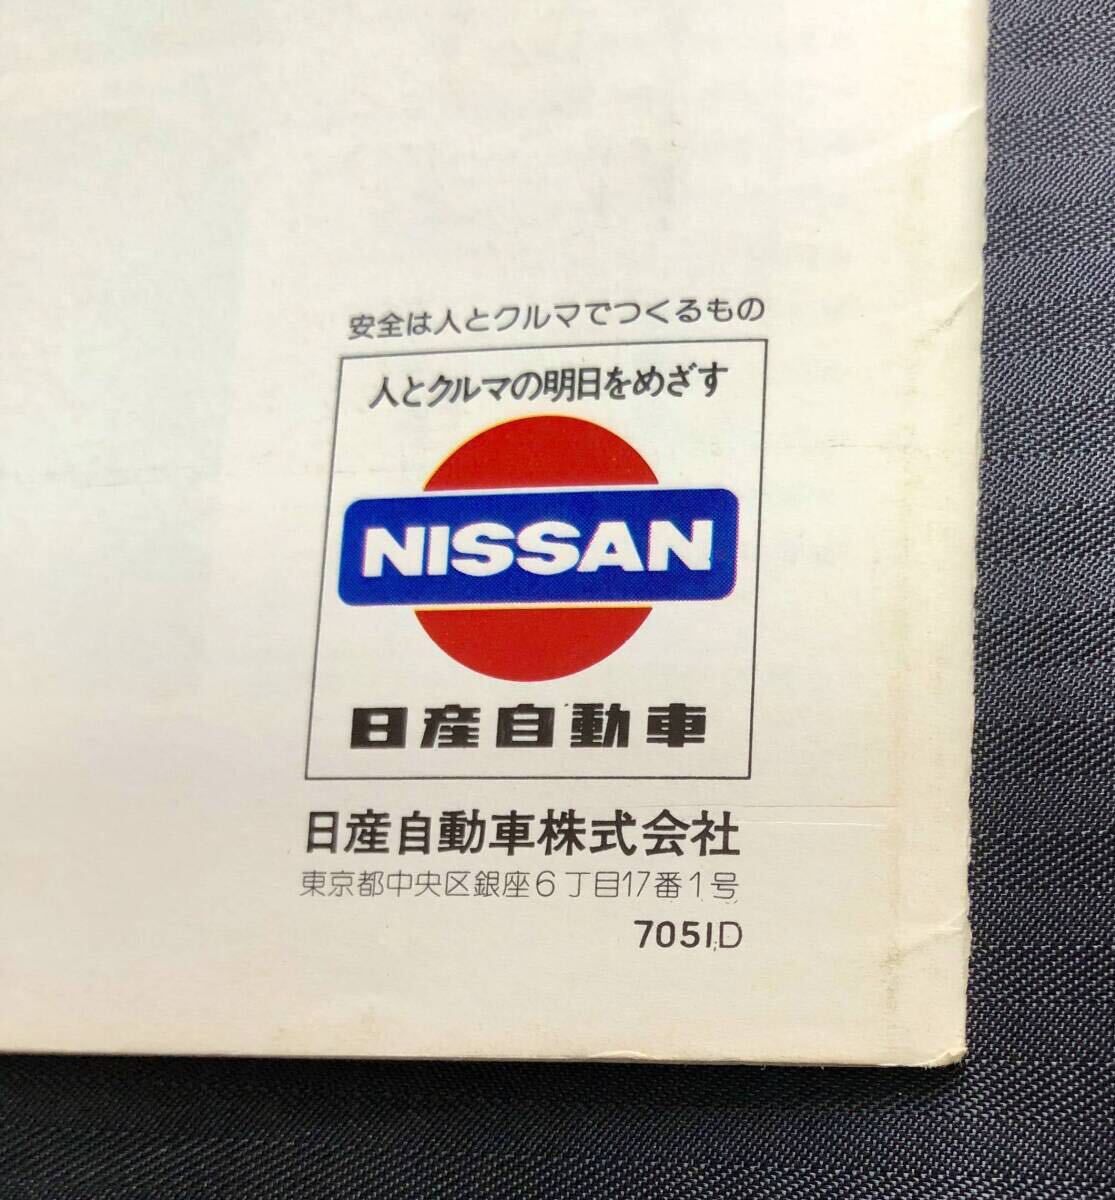 安全は人とクルマでつくるもの
人とクルマの明日をめざす
NISSAN
日産自動車
日産自動車株式会社
東京都中央区銀座6丁目17番1号
7051D